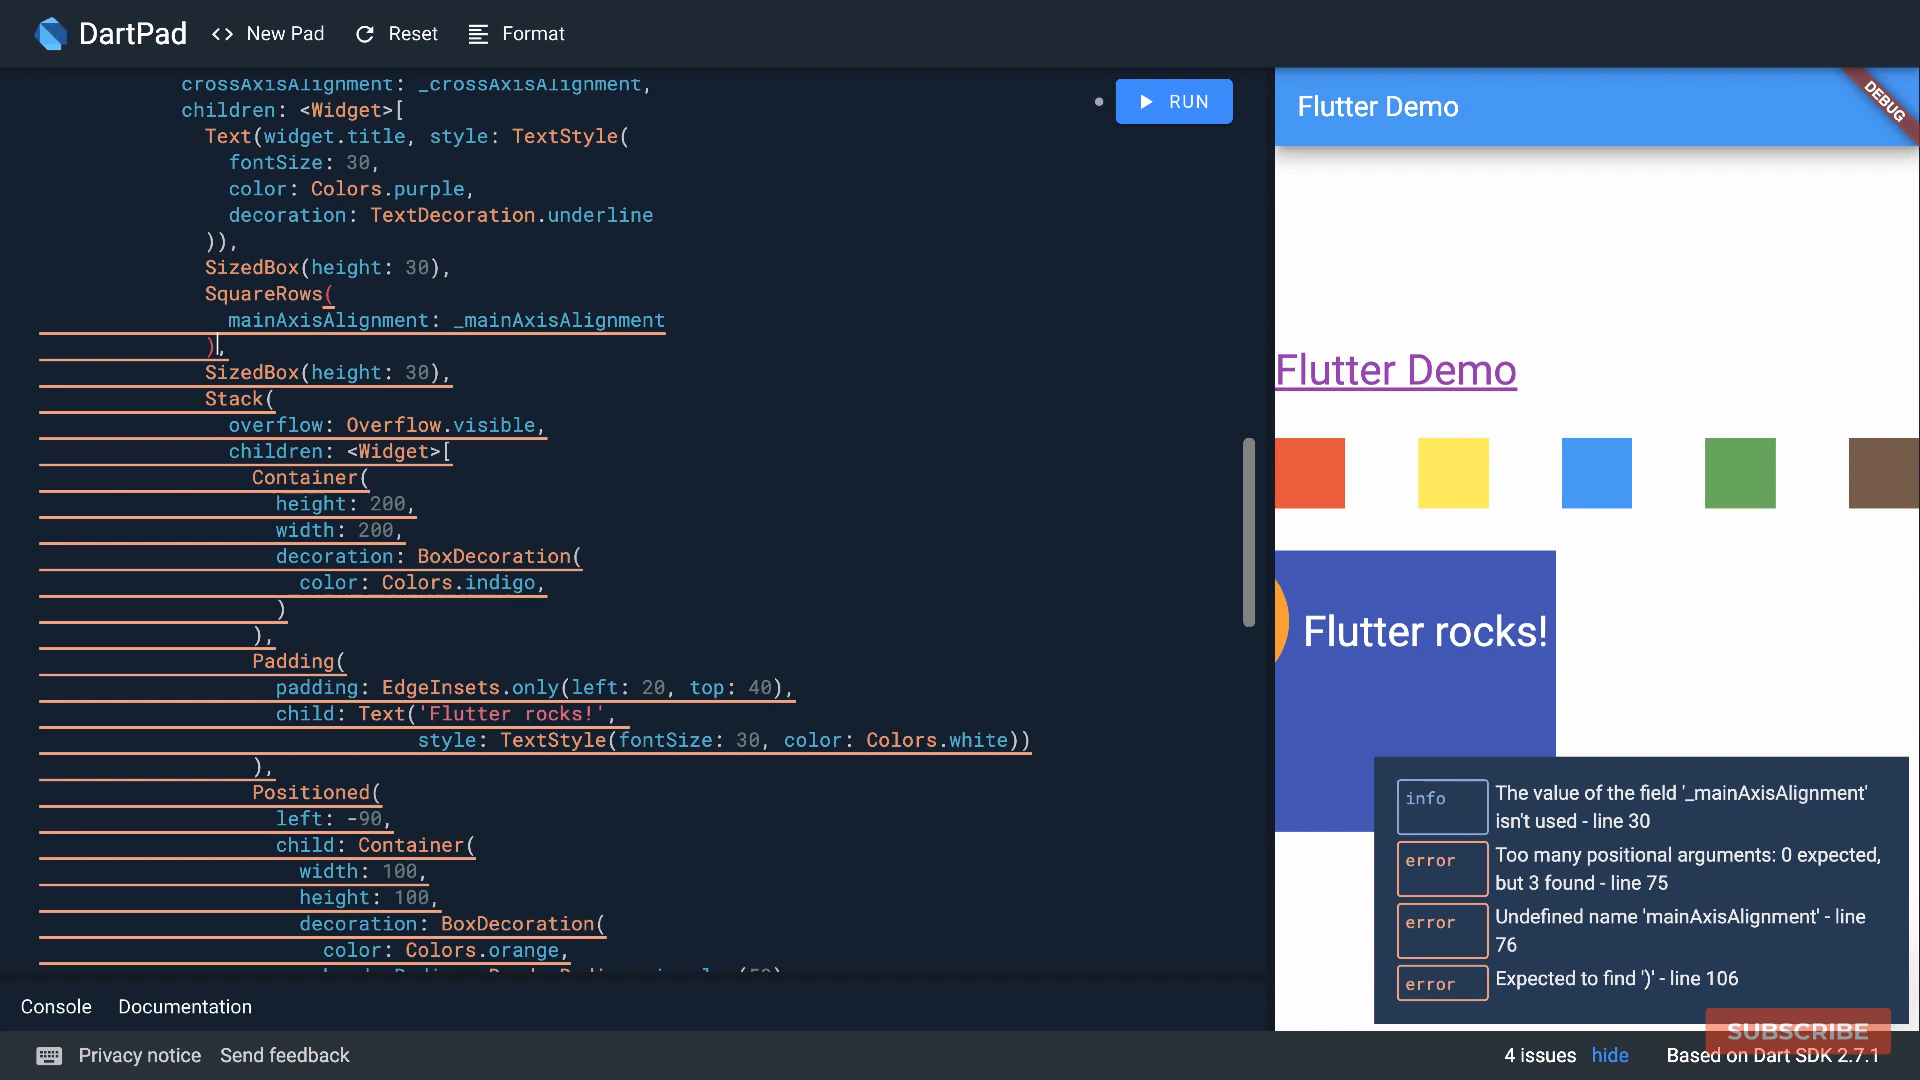 DartPad
<> New Pad
Reset
Format
crossAxisAlignment: _crossAxisAlignment,
children: <Widget>[
Text(widget.title, style: TextStyle(
fontSize: 30,
color: Colors.purple,
decoration: TextDecoration.underline
)),
SizedBox(height: 30),
SquareRows(
mainAxisAlignment: _mainAxisAlignment
),
SizedBox(height: 30),
Stack(
overflow: Overflow.visible,
children: <Widget>[
Container(
height: 200,
width: 200,
decoration: BoxDecoration(
color: Colors.indigo,
)
),
Padding(
padding: EdgeInsets.only(left: 20, top: 40),
child: Text('Flutter rocks!',
style: TextStyle(fontSize: 30, color: Colors.white))
),
Positioned(
left: -90,
child: Container(
width: 100,
height: 100,
decoration: BoxDecoration(
color: Colors.orange,
RUN
Flutter Demo
DEBUG
Flutter Demo
Flutter rocks!
info
The value of the field '_mainAxisAlignment'
isn't used - line 30
error
Too many positional arguments: 0 expected,
but 3 found - line 75
error
Undefined name 'mainAxisAlignment' - line
76
error
Expected to find ')' - line 106
SUBSCRIBE
Console
Documentation
Privacy notice
Send feedback
4 issues
hide
Based on Dart SDK 2.7.1